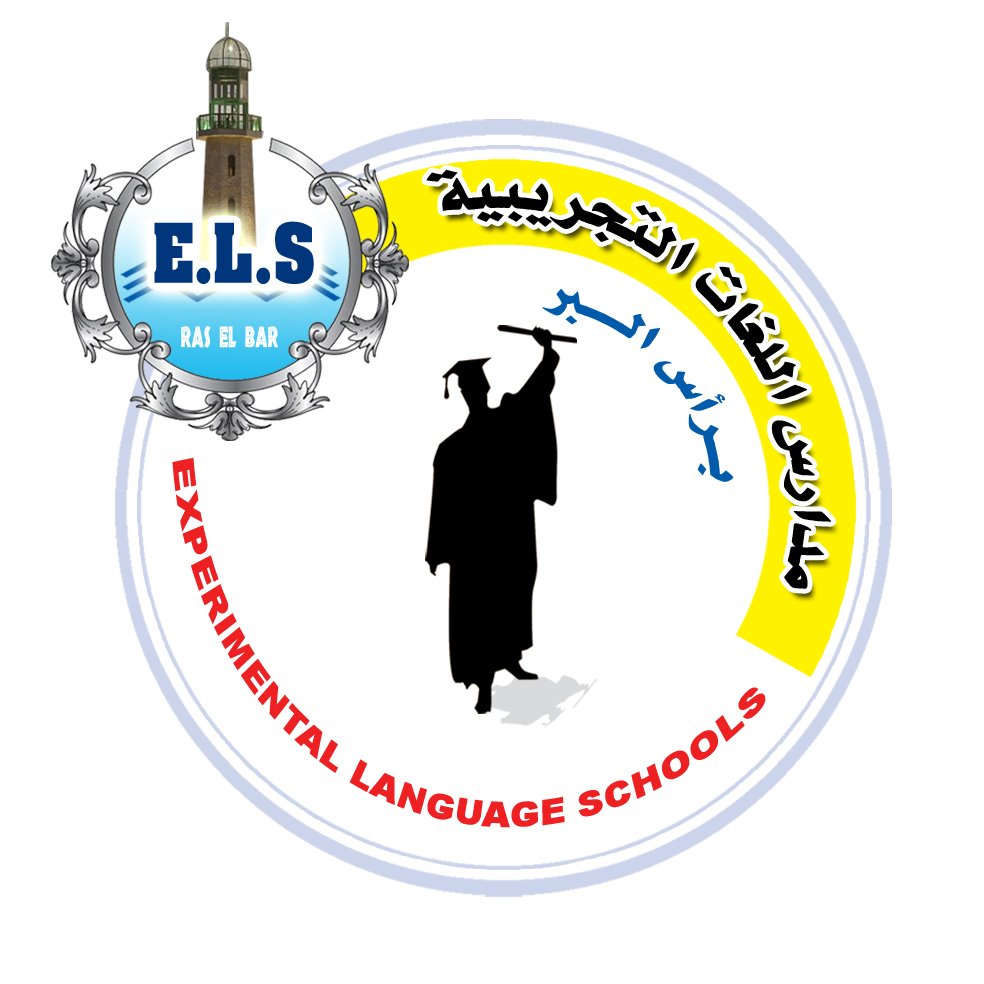 E.L.S
RAS EL BAR
مدارس اللغات التجريبية
برأس البر
EXPERIMENTAL LANGUAGE SCHOOLS